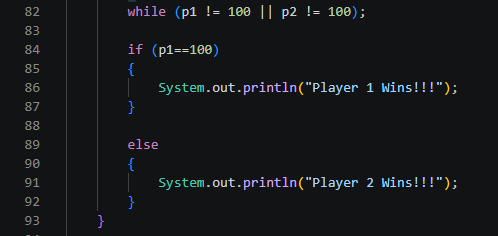 82 while (p1 != 100 || p2 != 100);
83
84 if (p1==100)
85 {
86 System.out.println("Player 1 Wins!!!");
87 }
88
89 else
90 {
91 System.out.println("Player 2 Wins!!!");
92 }
93 }